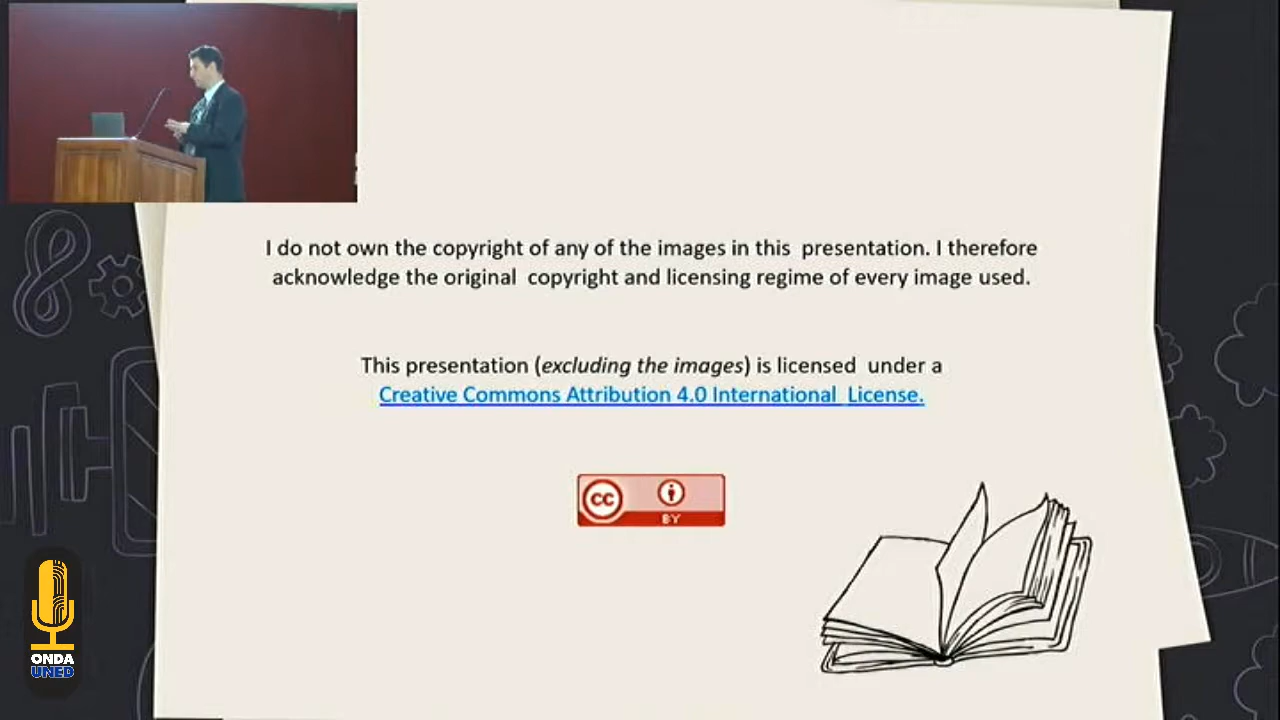 I do not own the copyright of any of the images in this presentation. I therefore
acknowledge the original copyright and licensing regime of every image used.
This presentation (excluding the images) is licensed under a
Creative Commons Attribution 4.0 International License.
cc
BY
ONDA
UNED